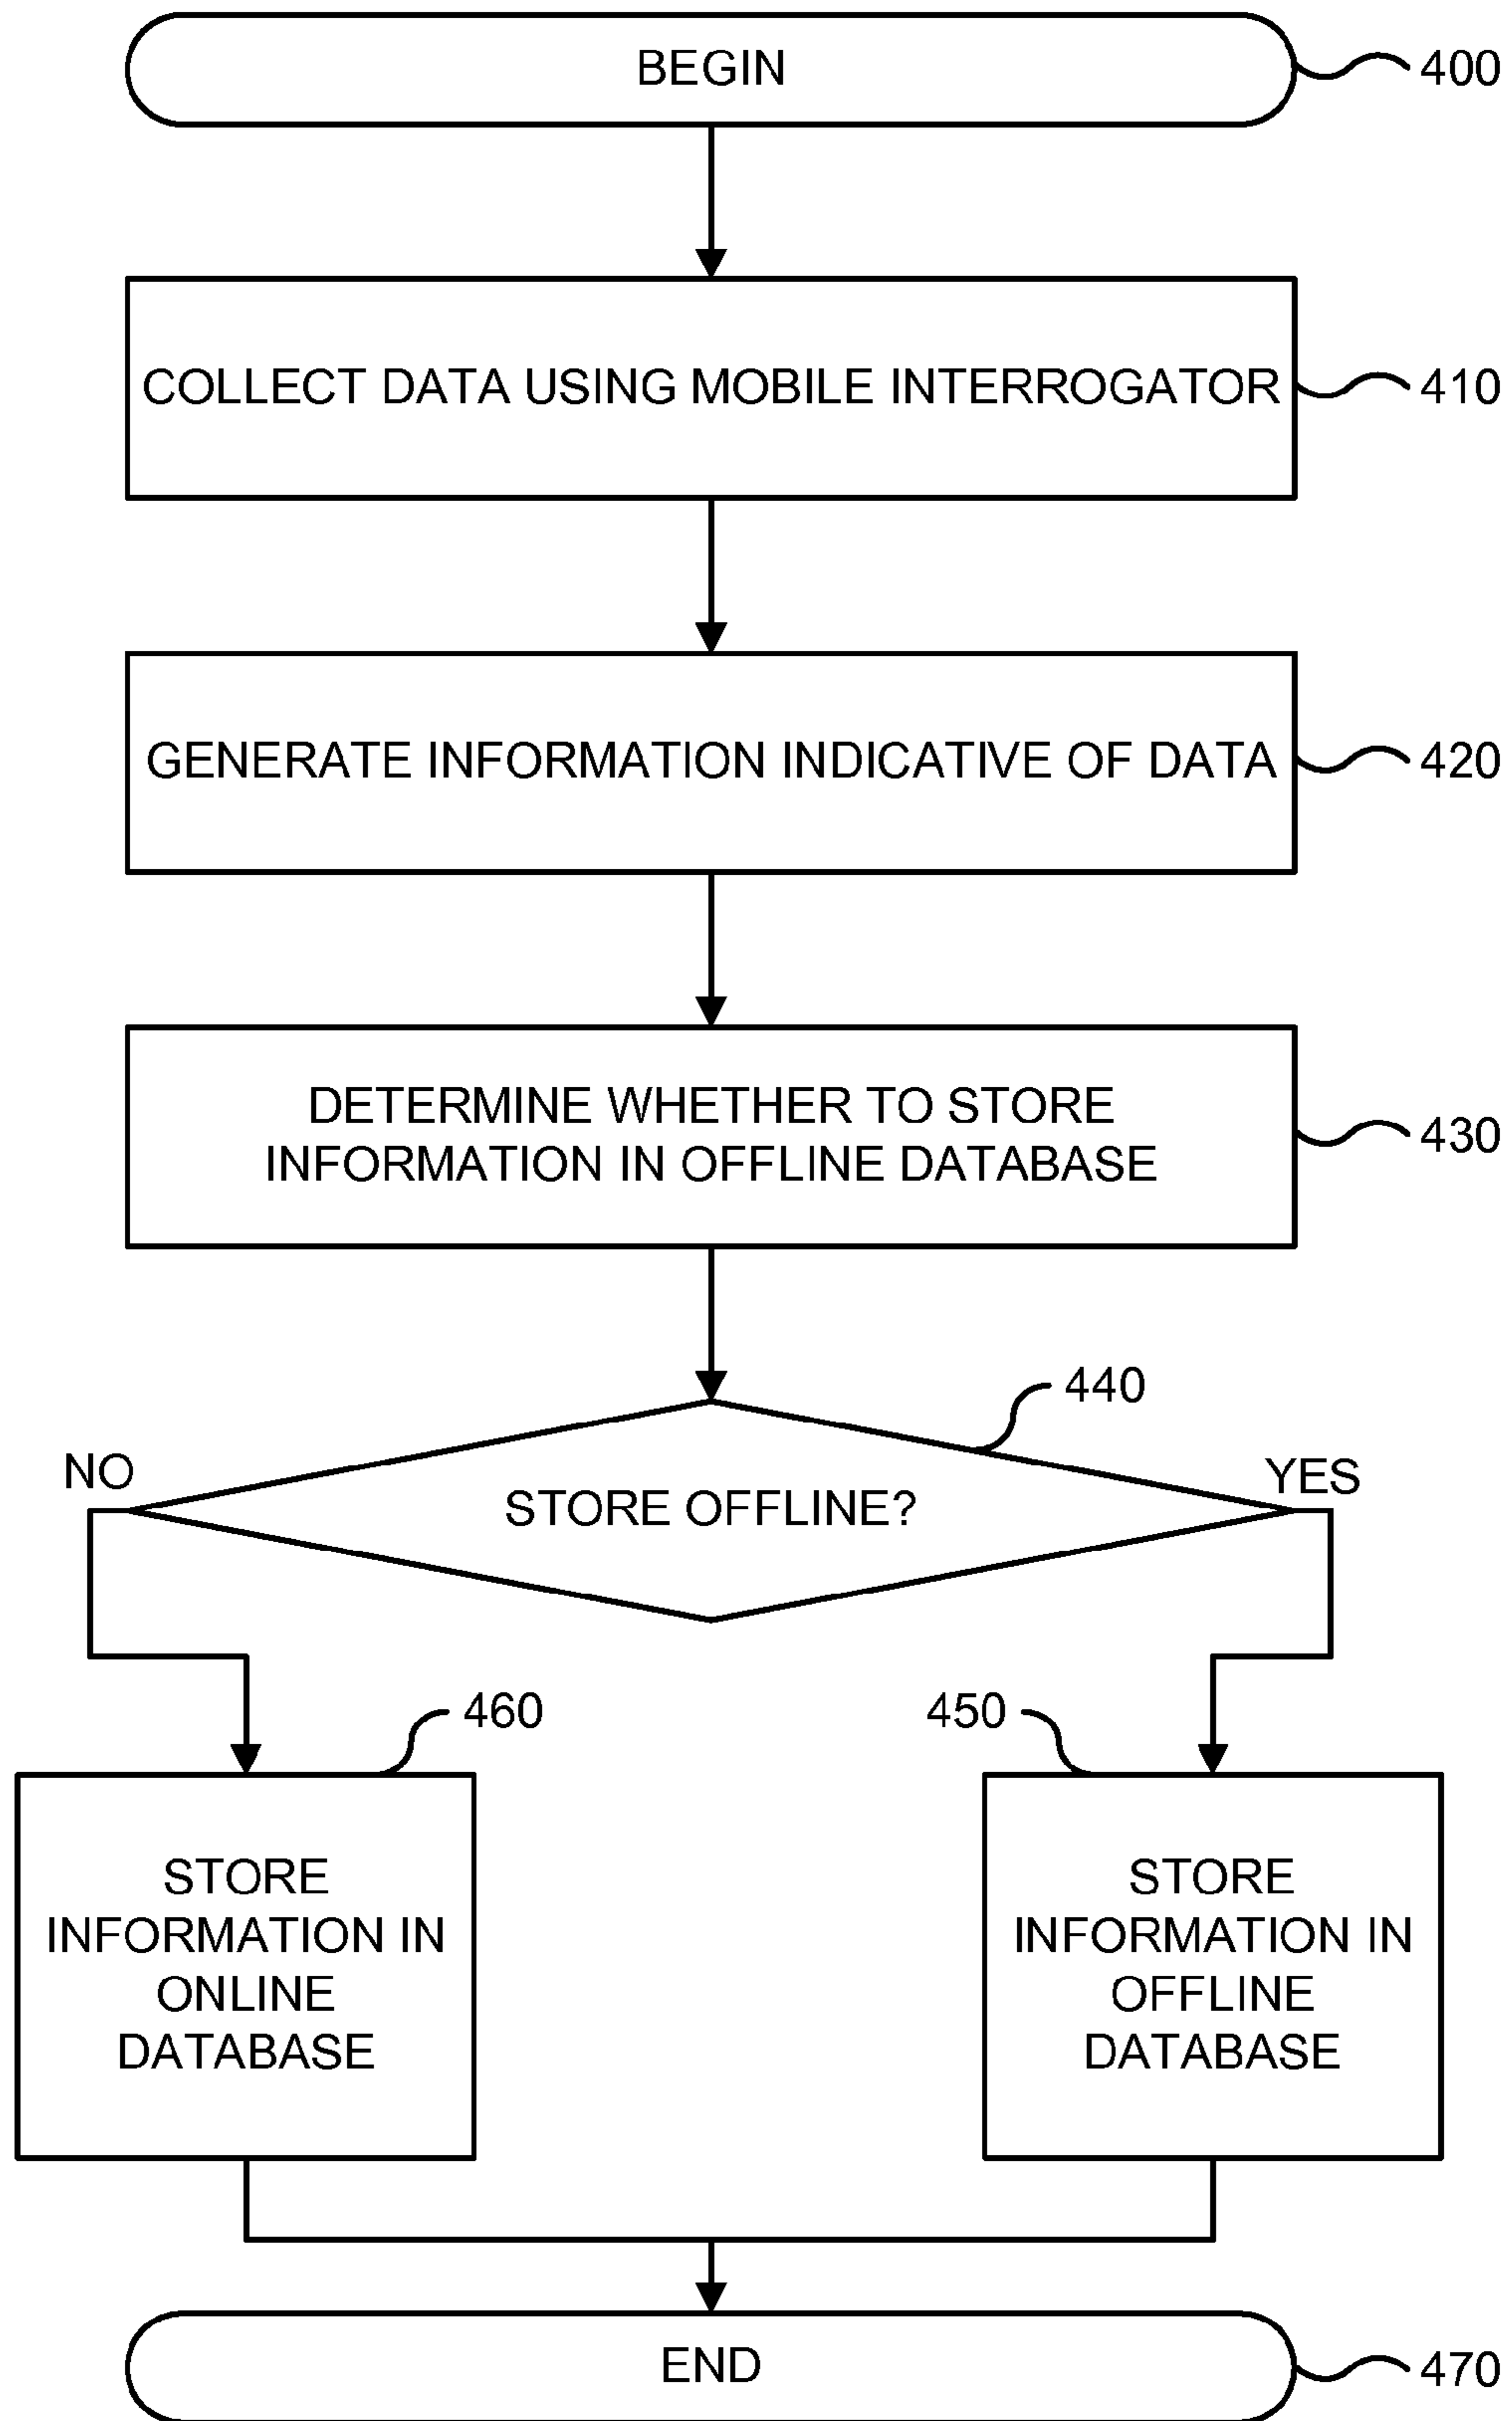 BEGIN
400
COLLECT DATA USING MOBILE INTERROGATOR
410
GENERATE INFORMATION INDICATIVE OF DATA
420
DETERMINE WHETHER TO STORE
INFORMATION IN OFFLINE DATABASE
430
440
NO
YES
STORE OFFLINE?
460
450
STORE
INFORMATION IN
ONLINE
DATABASE
STORE
INFORMATION IN
OFFLINE
DATABASE
END
470